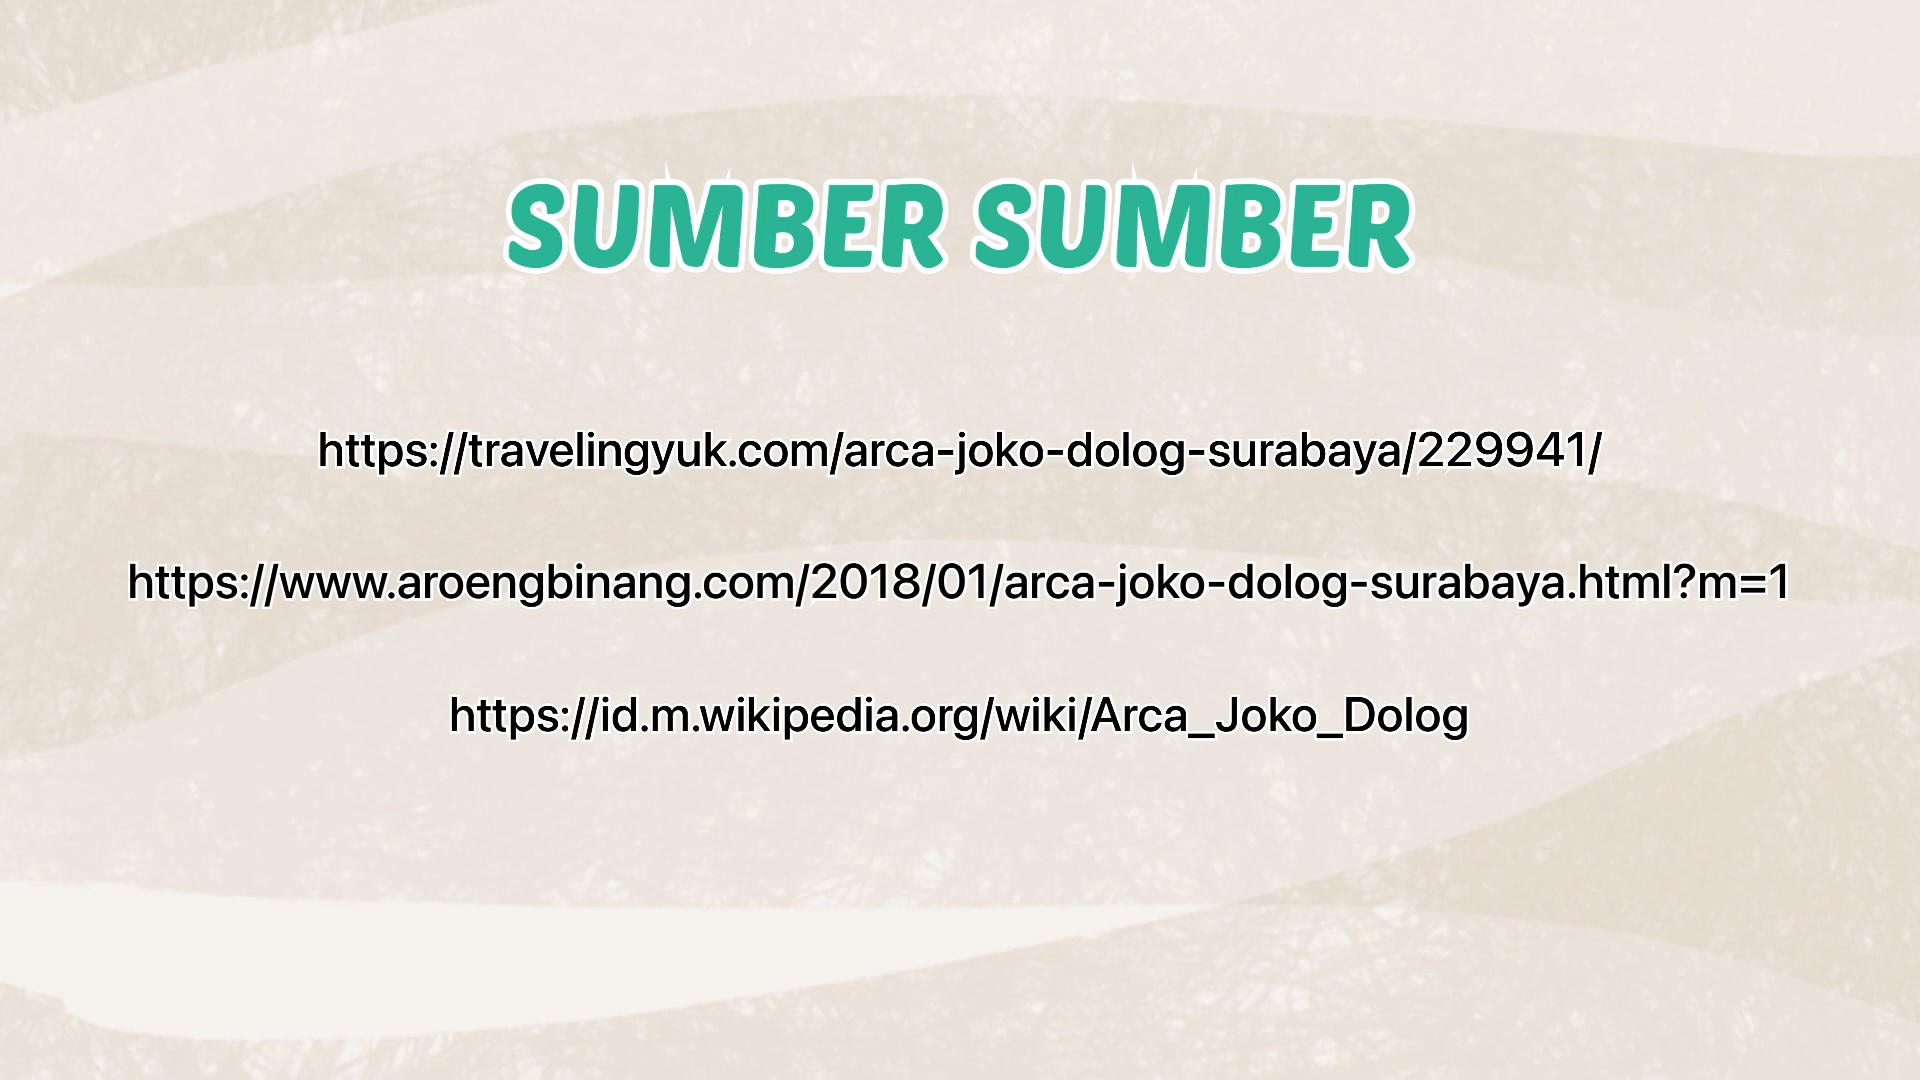 SUMBER SUMBER
https://travelingyuk.com/arca-joko-dolog-surabaya/229941/
https://www.aroengbinang.com/2018/01/arca-joko-dolog-surabaya.html?m=1
https://id.m.wikipedia.org/wiki/Arca_Joko_Dolog